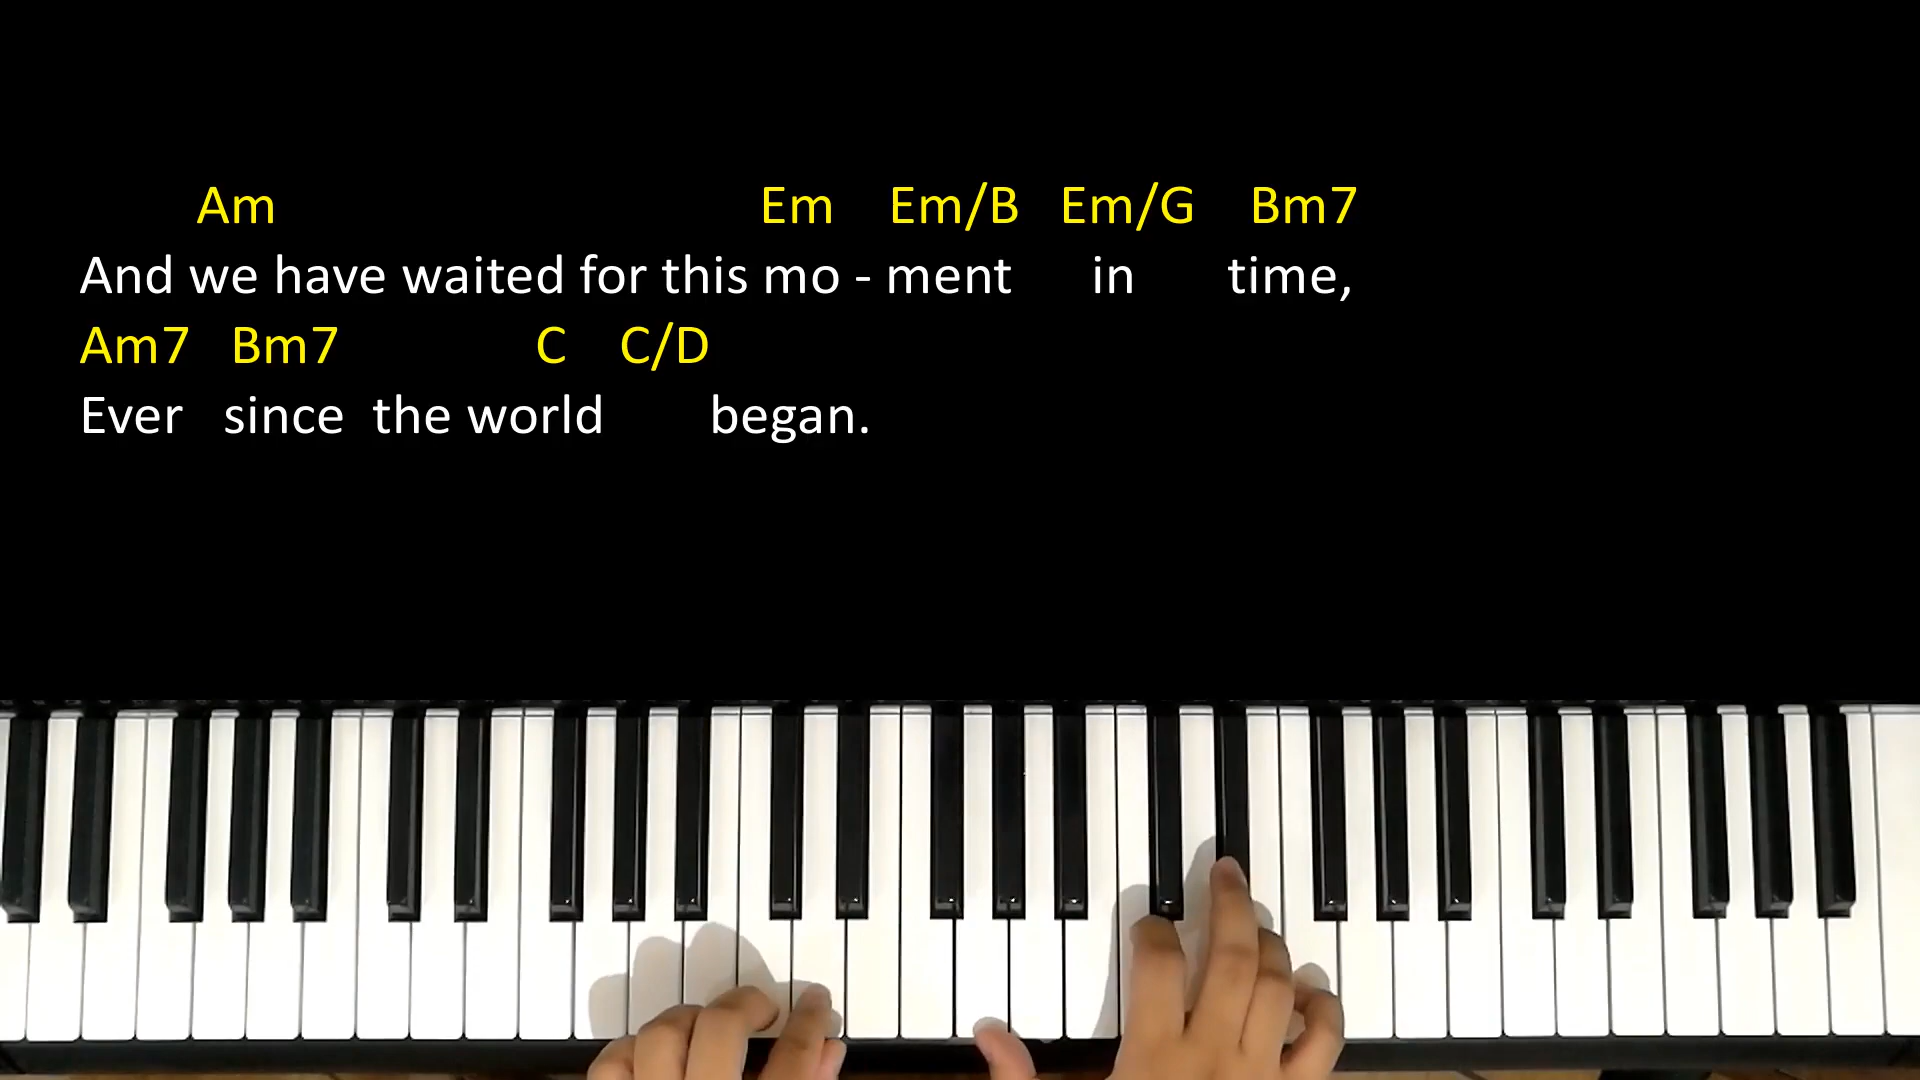 Am Em Em/B Em/G Bm7
And we have waited for this mo - ment in time,
Am7 Bm7 C C/D
Ever since the world began.